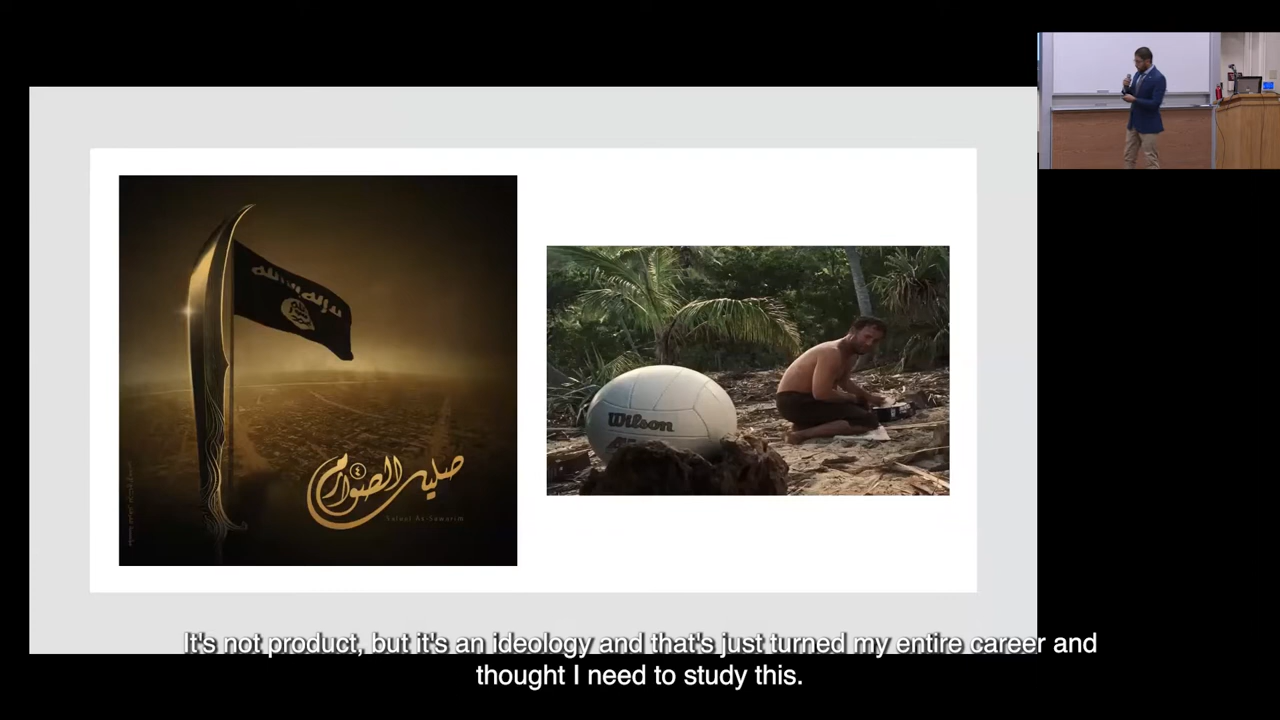 صليل الصوارم
٤
Saleel As-Sawarim
Wilson
It's not product, but it's an ideology and that's just turned my entire career and
thought I need to study this.